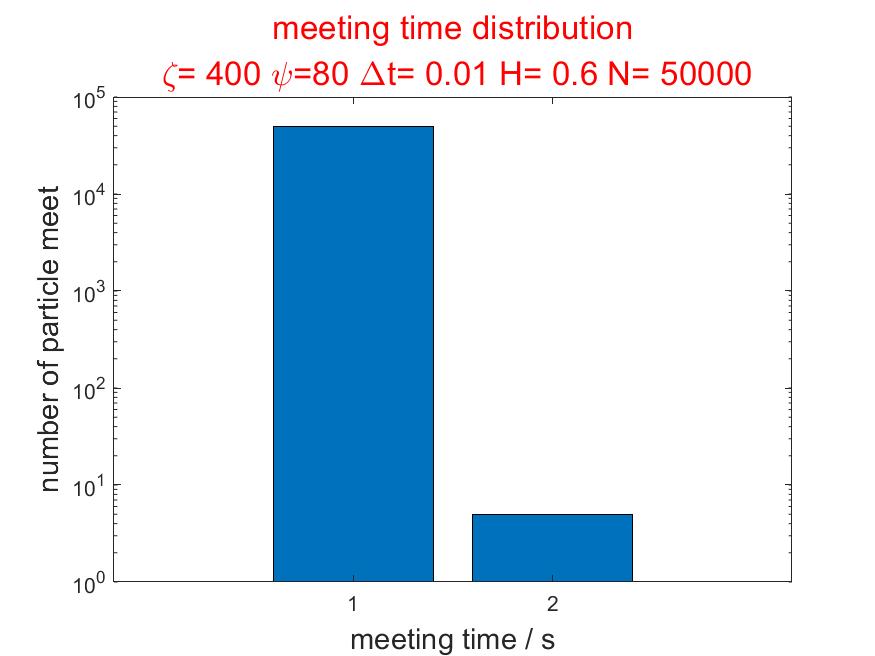 meeting time distribution
ζ= 400 ψ=80 Δt= 0.01 H= 0.6 N= 50000
number of particle meet
10^5
10^4
10^3
10^2
10^1
10^0
1 2
meeting time / s